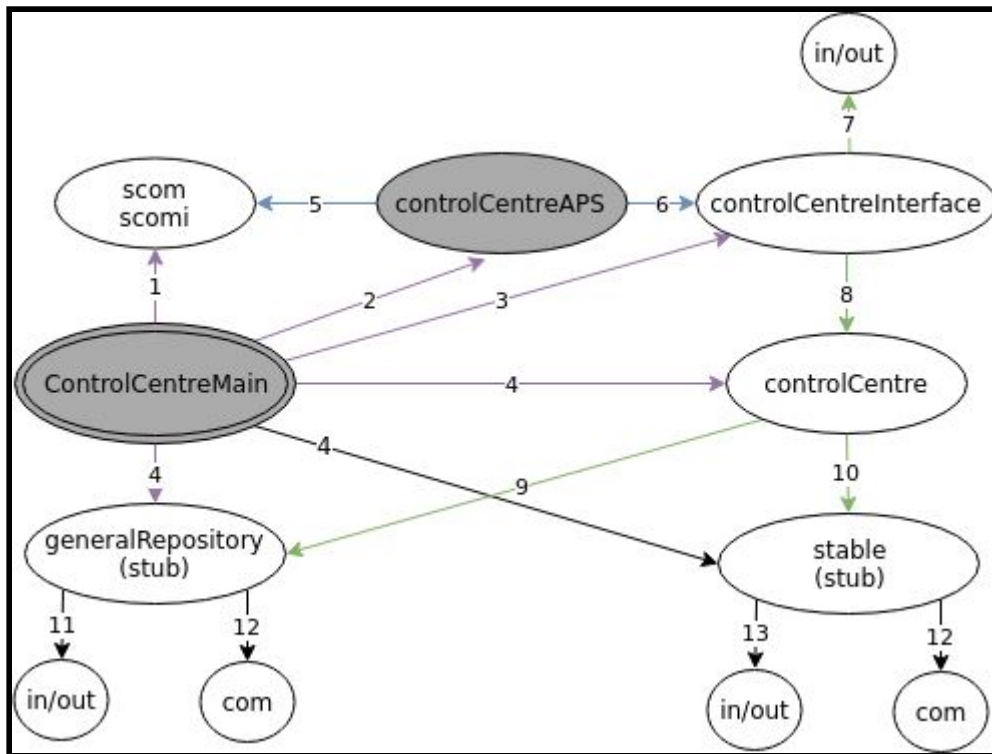 in/out
7
scom
scomi
5
controlCentreAPS
6
controlCentreInterface
1
2
3
8
ControlCentreMain
4
controlCentre
4
4
9
10
generalRepository
(stub)
stable
(stub)
11
12
13
12
in/out
com
in/out
com